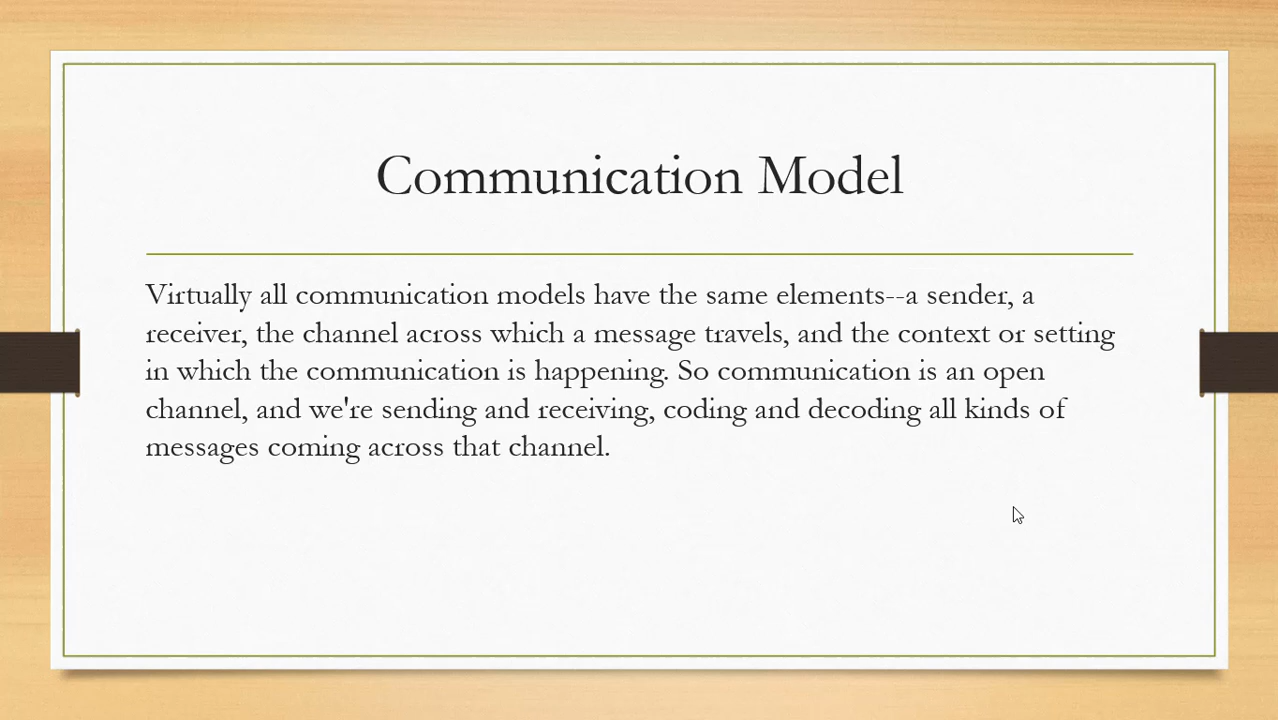 Communication Model
Virtually all communication models have the same elements--a sender, a
receiver, the channel across which a message travels, and the context or setting
in which the communication is happening. So communication is an open
channel, and we're sending and receiving, coding and decoding all kinds of
messages coming across that channel.